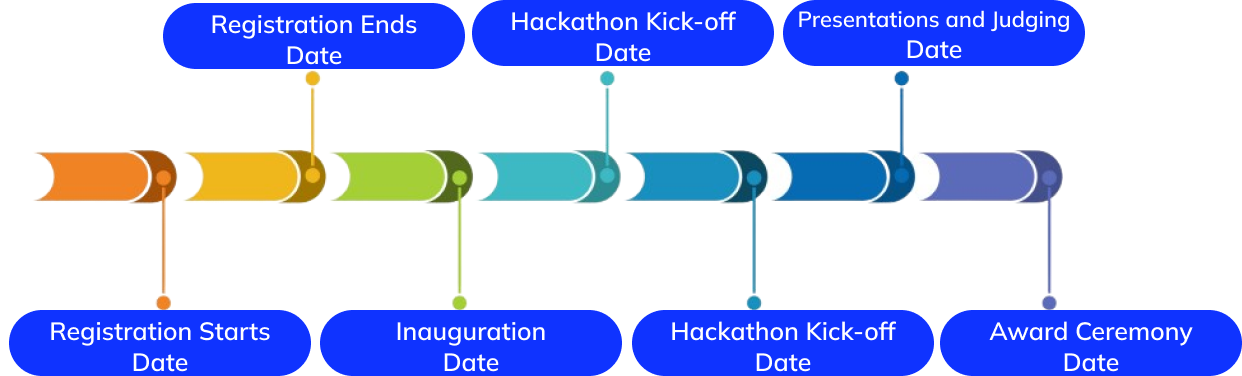 Registration Ends
Date
Hackathon Kick-off
Date
Presentations and Judging
Date
Registration Starts
Date
Inauguration
Date
Hackathon Kick-off
Date
Award Ceremony
Date